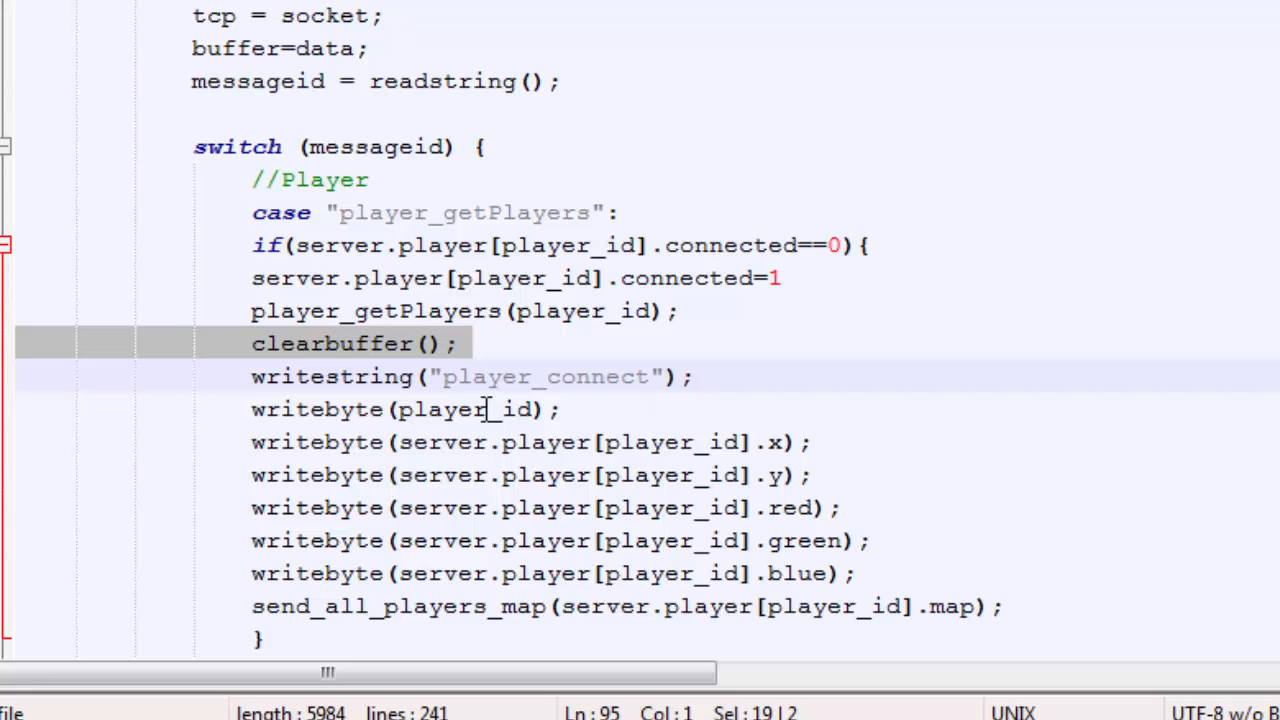 tcp = socket;
buffer=data;
messageid = readstring();
switch (messageid) {
//Player
case "player_getPlayers":
if(server.player[player_id].connected==0){
server.player[player_id].connected=1
player_getPlayers(player_id);
clearbuffer();
writestring("player_connect");
writebyte(player_id);
writebyte(server.player[player_id].x);
writebyte(server.player[player_id].y);
writebyte(server.player[player_id].red);
writebyte(server.player[player_id].green);
writebyte(server.player[player_id].blue);
send_all_players_map(server.player[player_id].map);
}
file length : 5984 lines : 241 Ln : 95 Col : 1 Sel : 19 | 2 UNIX UTF-8 w/o B